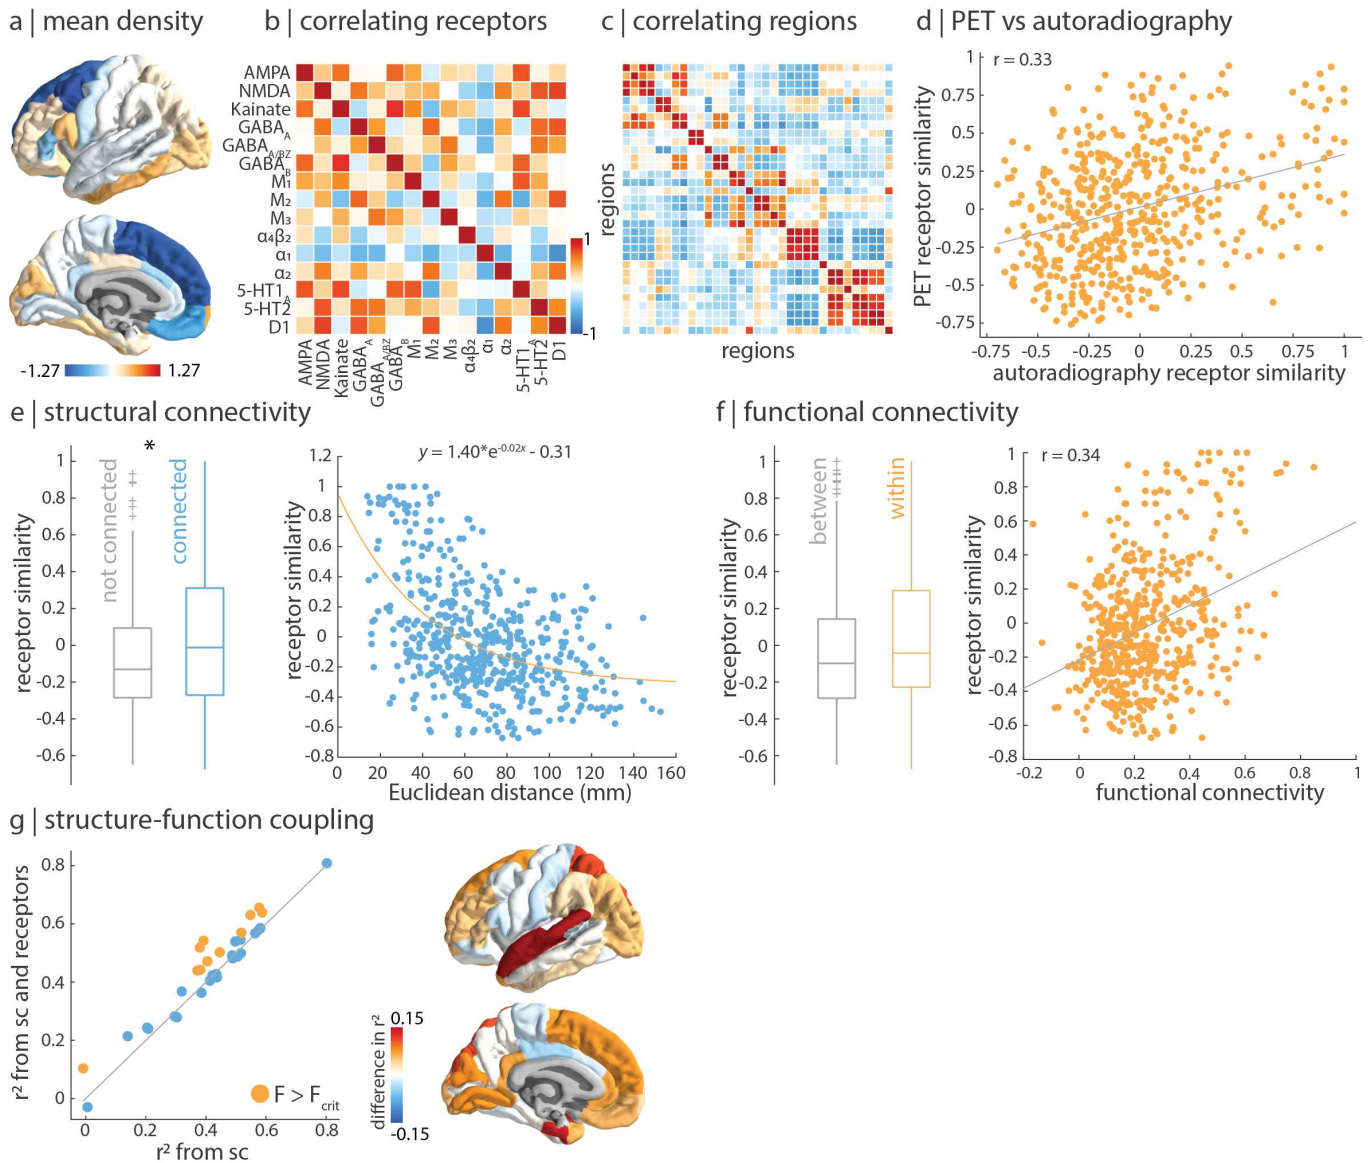 a | mean density
-1.27 1.27
b | correlating receptors
AMPA
NMDA
Kainate
GABA_A
GABA_A/BZ
GABA_B
M₁
M₂
M₃
α₄β₂
α₁
α₂
5-HT1_A
5-HT2
D1
AMPA NMDA Kainate GABA_A GABA_A/BZ GABA_B M₁ M₂ M₃ α₄β₂ α₁ α₂ 5-HT1_A 5-HT2 D1
1
-1
c | correlating regions
regions
regions
d | PET vs autoradiography
r = 0.33
PET receptor similarity
0.75
0.5
0.25
0
-0.25
-0.5
-0.75
-0.75 -0.5 -0.25 0 0.25 0.5 0.75 1
autoradiography receptor similarity
e | structural connectivity
receptor similarity
1
0.8
0.6
0.4
0.2
0
-0.2
-0.4
-0.6
not connected
*
connected
y = 1.40*e^-0.02x - 0.31
receptor similarity
1.2
1
0.8
0.6
0.4
0.2
0
-0.2
-0.4
-0.6
-0.8
0 20 40 60 80 100 120 140 160
Euclidean distance (mm)
f | functional connectivity
receptor similarity
1
0.8
0.6
0.4
0.2
0
-0.2
-0.4
-0.6
between
within
r = 0.34
receptor similarity
1
0.8
0.6
0.4
0.2
0
-0.2
-0.4
-0.6
-0.8
-0.2 0 0.2 0.4 0.6 0.8 1
functional connectivity
g | structure-function coupling
r² from sc and receptors
0.8
0.6
0.4
0.2
0
F > F_crit
0 0.2 0.4 0.6 0.8
r² from sc
difference in r²
0.15
-0.15